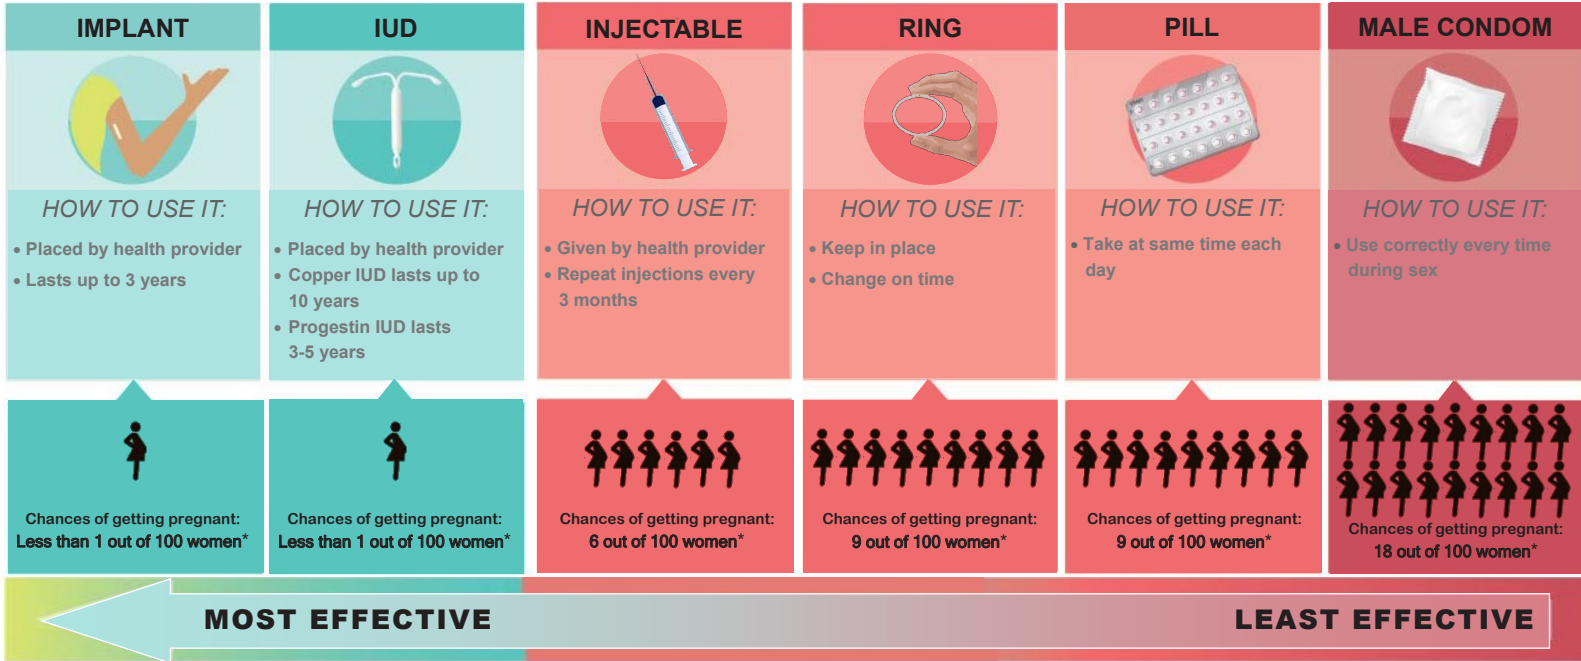 IMPLANT
HOW TO USE IT:
• Placed by health provider
• Lasts up to 3 years
Chances of getting pregnant:
Less than 1 out of 100 women*
IUD
HOW TO USE IT:
• Placed by health provider
• Copper IUD lasts up to
10 years
• Progestin IUD lasts
3-5 years
Chances of getting pregnant:
Less than 1 out of 100 women*
INJECTABLE
HOW TO USE IT:
• Given by health provider
• Repeat injections every
3 months
Chances of getting pregnant:
6 out of 100 women*
RING
HOW TO USE IT:
• Keep in place
• Change on time
Chances of getting pregnant:
9 out of 100 women*
PILL
HOW TO USE IT:
• Take at same time each
day
Chances of getting pregnant:
9 out of 100 women*
MALE CONDOM
HOW TO USE IT:
• Use correctly every time
during sex
Chances of getting pregnant:
18 out of 100 women*
MOST EFFECTIVE
LEAST EFFECTIVE